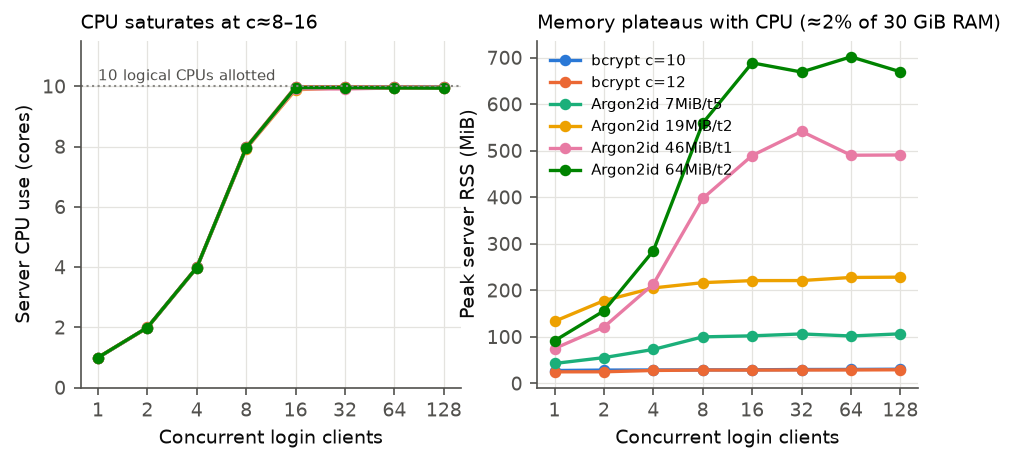 CPU saturates at c≈8–16
10 logical CPUs allotted
Server CPU use (cores)
10
8
6
4
2
0
1 2 4 8 16 32 64 128
Concurrent login clients
Memory plateaus with CPU (≈2% of 30 GiB RAM)
bcrypt c=10
bcrypt c=12
Argon2id 7MiB/t5
Argon2id 19MiB/t2
Argon2id 46MiB/t1
Argon2id 64MiB/t2
Peak server RSS (MiB)
700
600
500
400
300
200
100
0
1 2 4 8 16 32 64 128
Concurrent login clients